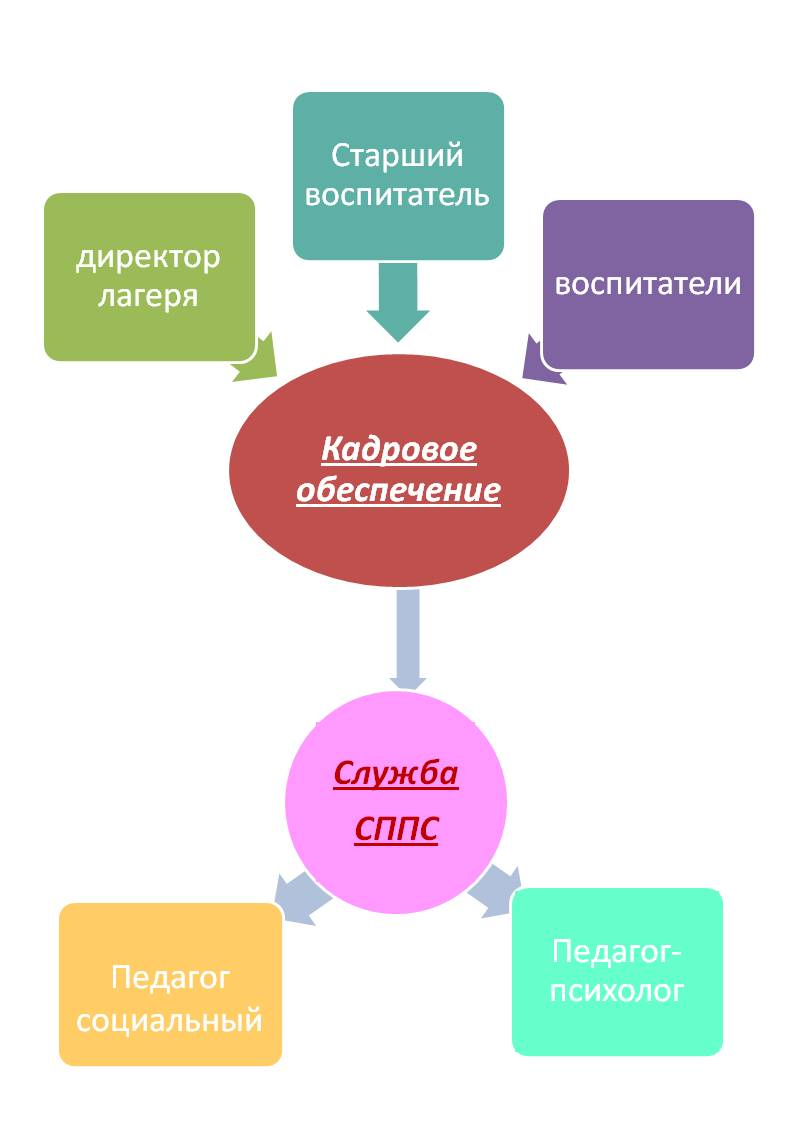 Старший
воспитатель
директор
лагеря
воспитатели
Кадровое
обеспечение
Служба
СППС
Педагог
социальный
Педагог-
психолог